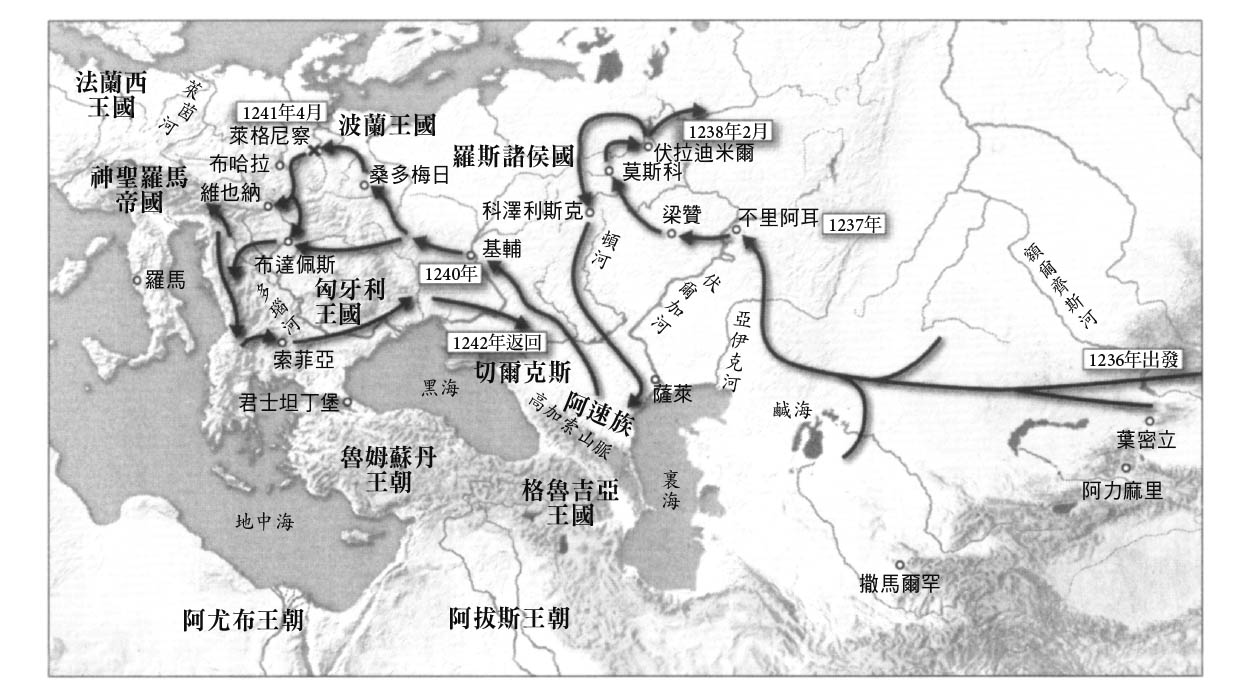 法蘭西
王國
萊茵河
1241年4月
萊格尼察
波蘭王國
布哈拉
桑多梅日
神聖羅馬
帝國
維也納
羅斯諸侯國
1238年2月
伏拉迪米爾
莫斯科
科澤利斯克
梁贊
不里阿耳
1237年
頓河
基輔
1240年
布達佩斯
羅馬
多瑙河
匈牙利
王國
伏爾加河
亞伊克河
額爾齊斯河
1236年出發
索菲亞
1242年返回
切爾克斯
黑海
薩萊
君士坦丁堡
高加索山脈
阿速族
鹹海
葉密立
魯姆蘇丹
王朝
格魯吉亞
王國
裏海
阿力麻里
地中海
撒馬爾罕
阿尤布王朝
阿拔斯王朝